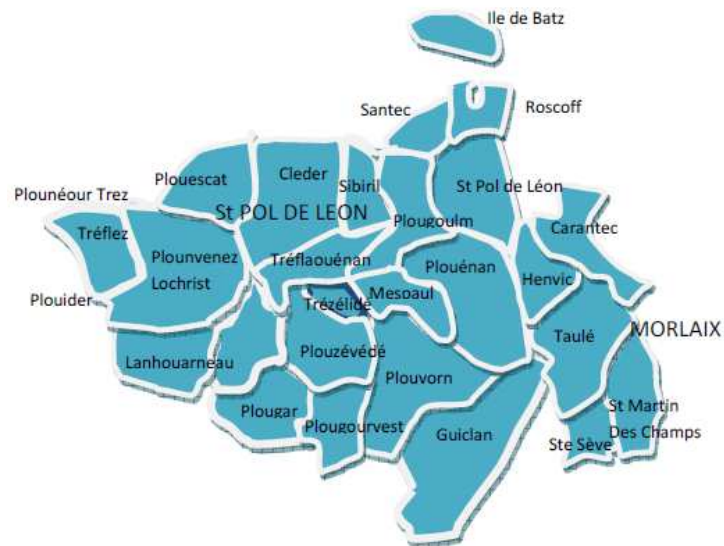 Ile de Batz
Santec
Roscoff
Plouescat
Cleder
Sibiril
St Pol de Léon
Plounéour Trez
St POL DE LEON
Plougoulm
Carantec
Tréflez
Plounvenez
Lochrist
Tréflaouénan
Plouénan
Henvic
Plouider
Trézélide
Mesoaul
Taulé
MORLAIX
Lanhouarneau
Plouzévédé
Plouvorn
Plougar
Plougourvest
Guiclan
St Martin
Des Champs
Ste Sève